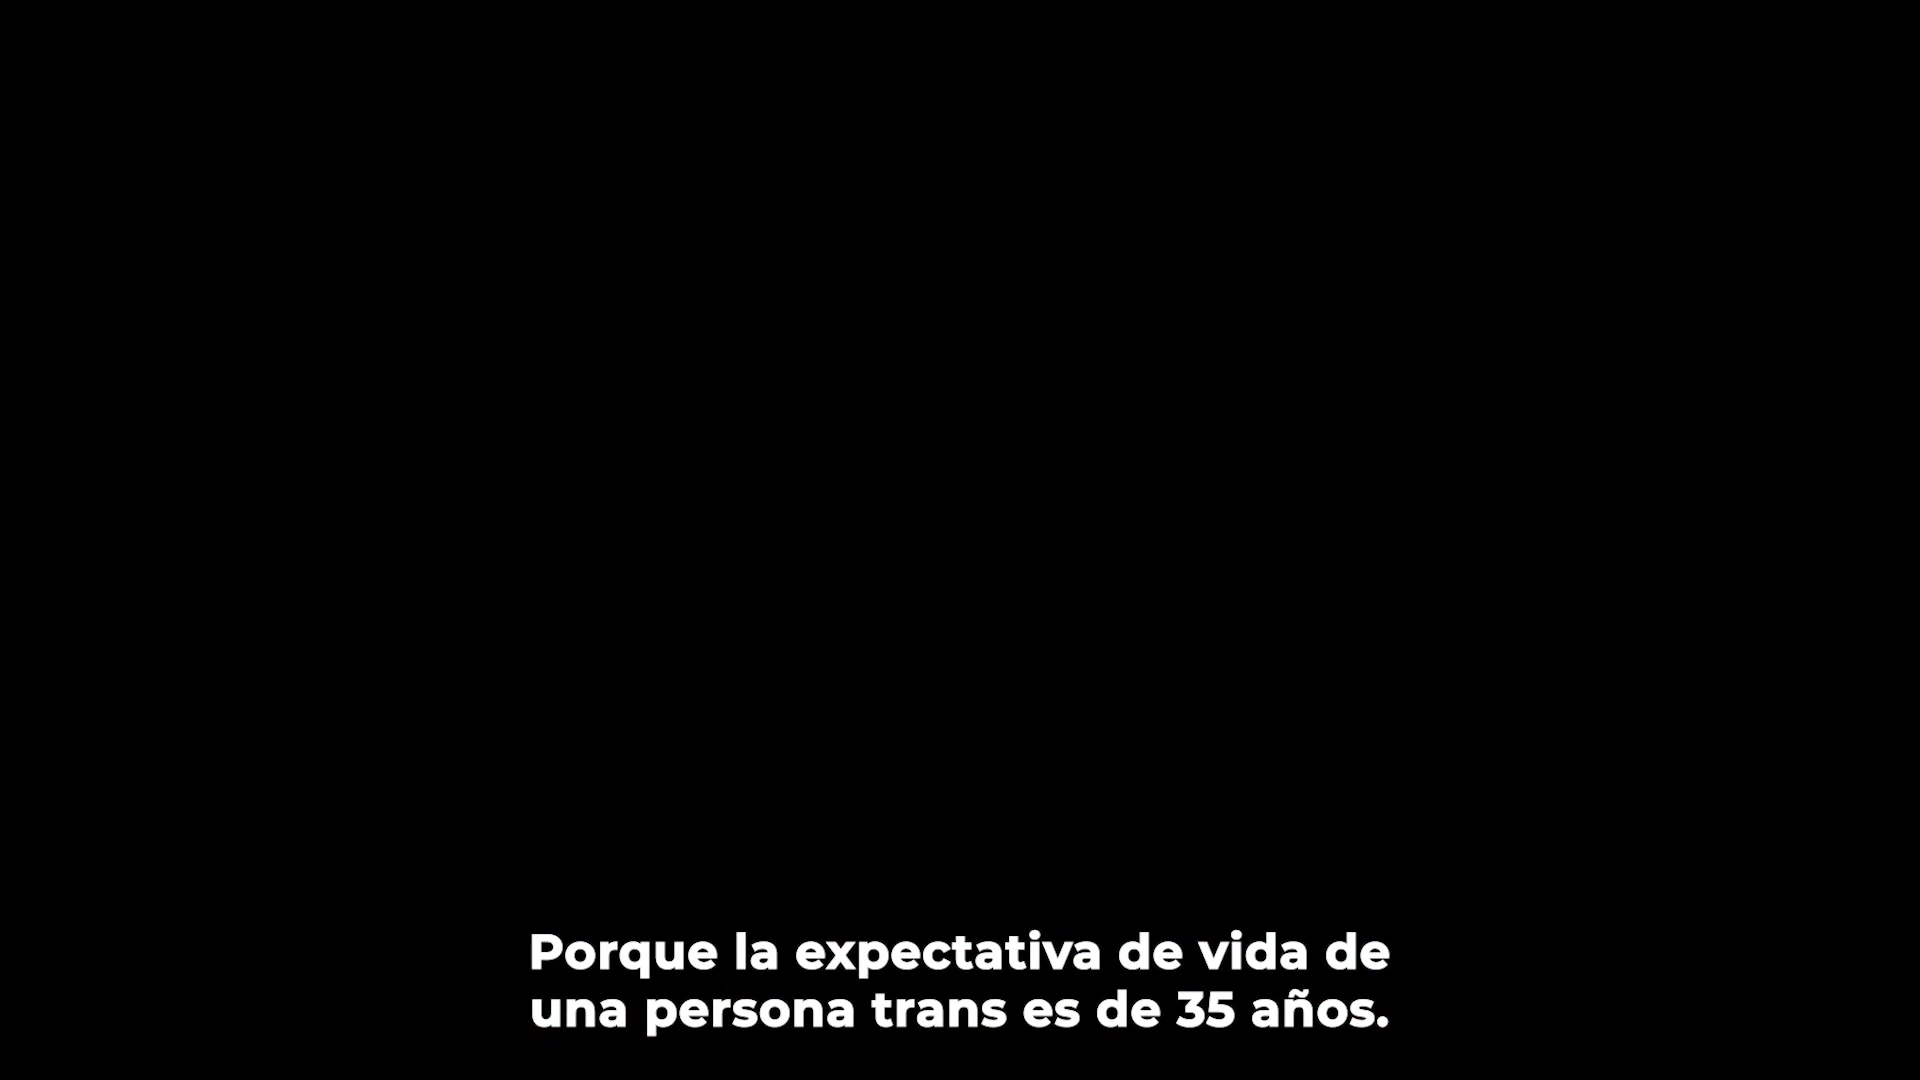 Porque la expectativa de vida de
una persona trans es de 35 años.